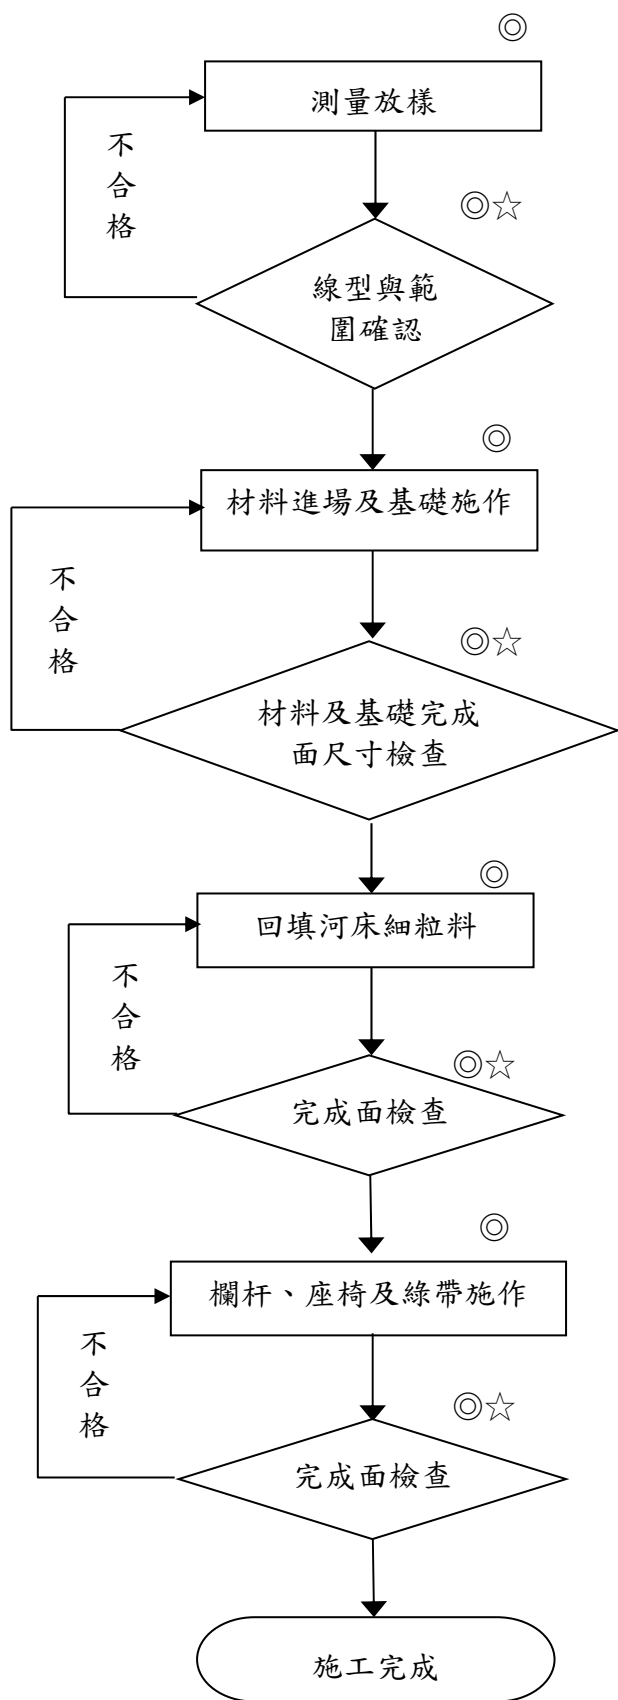 ◎
測量放樣
不合格
◎☆
線型與範
圍確認
◎
材料進場及基礎施作
不合格
◎☆
材料及基礎完成
面尺寸檢查
◎
回填河床細粒料
不合格
◎☆
完成面檢查
◎
欄杆、座椅及綠帶施作
不合格
◎☆
完成面檢查
施工完成